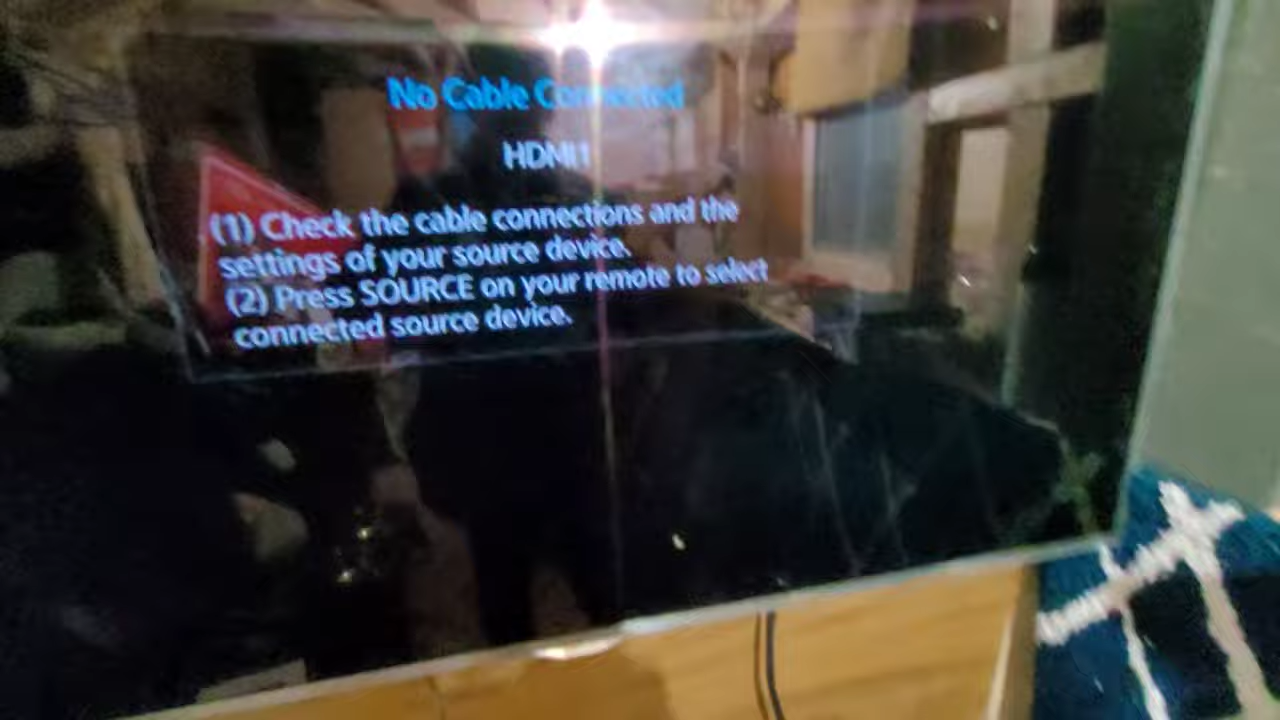 No Cable Connected
HDMI1
(1) Check the cable connections and the
settings of your source device.
(2) Press SOURCE on your remote to select
connected source device.